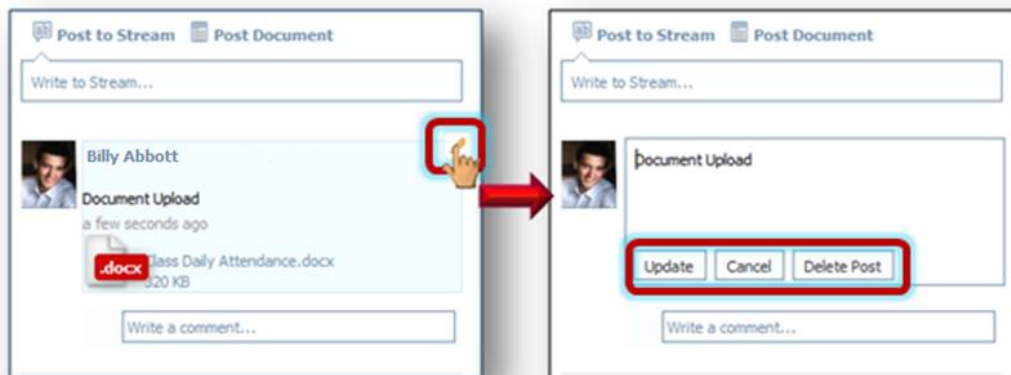 Post to Stream Post Document
Write to Stream...
Billy Abbott
Document Upload
a few seconds ago
.docx Class Daily Attendance.docx
320 KB
Write a comment...
Post to Stream Post Document
Write to Stream...
Document Upload
Update Cancel Delete Post
Write a comment...